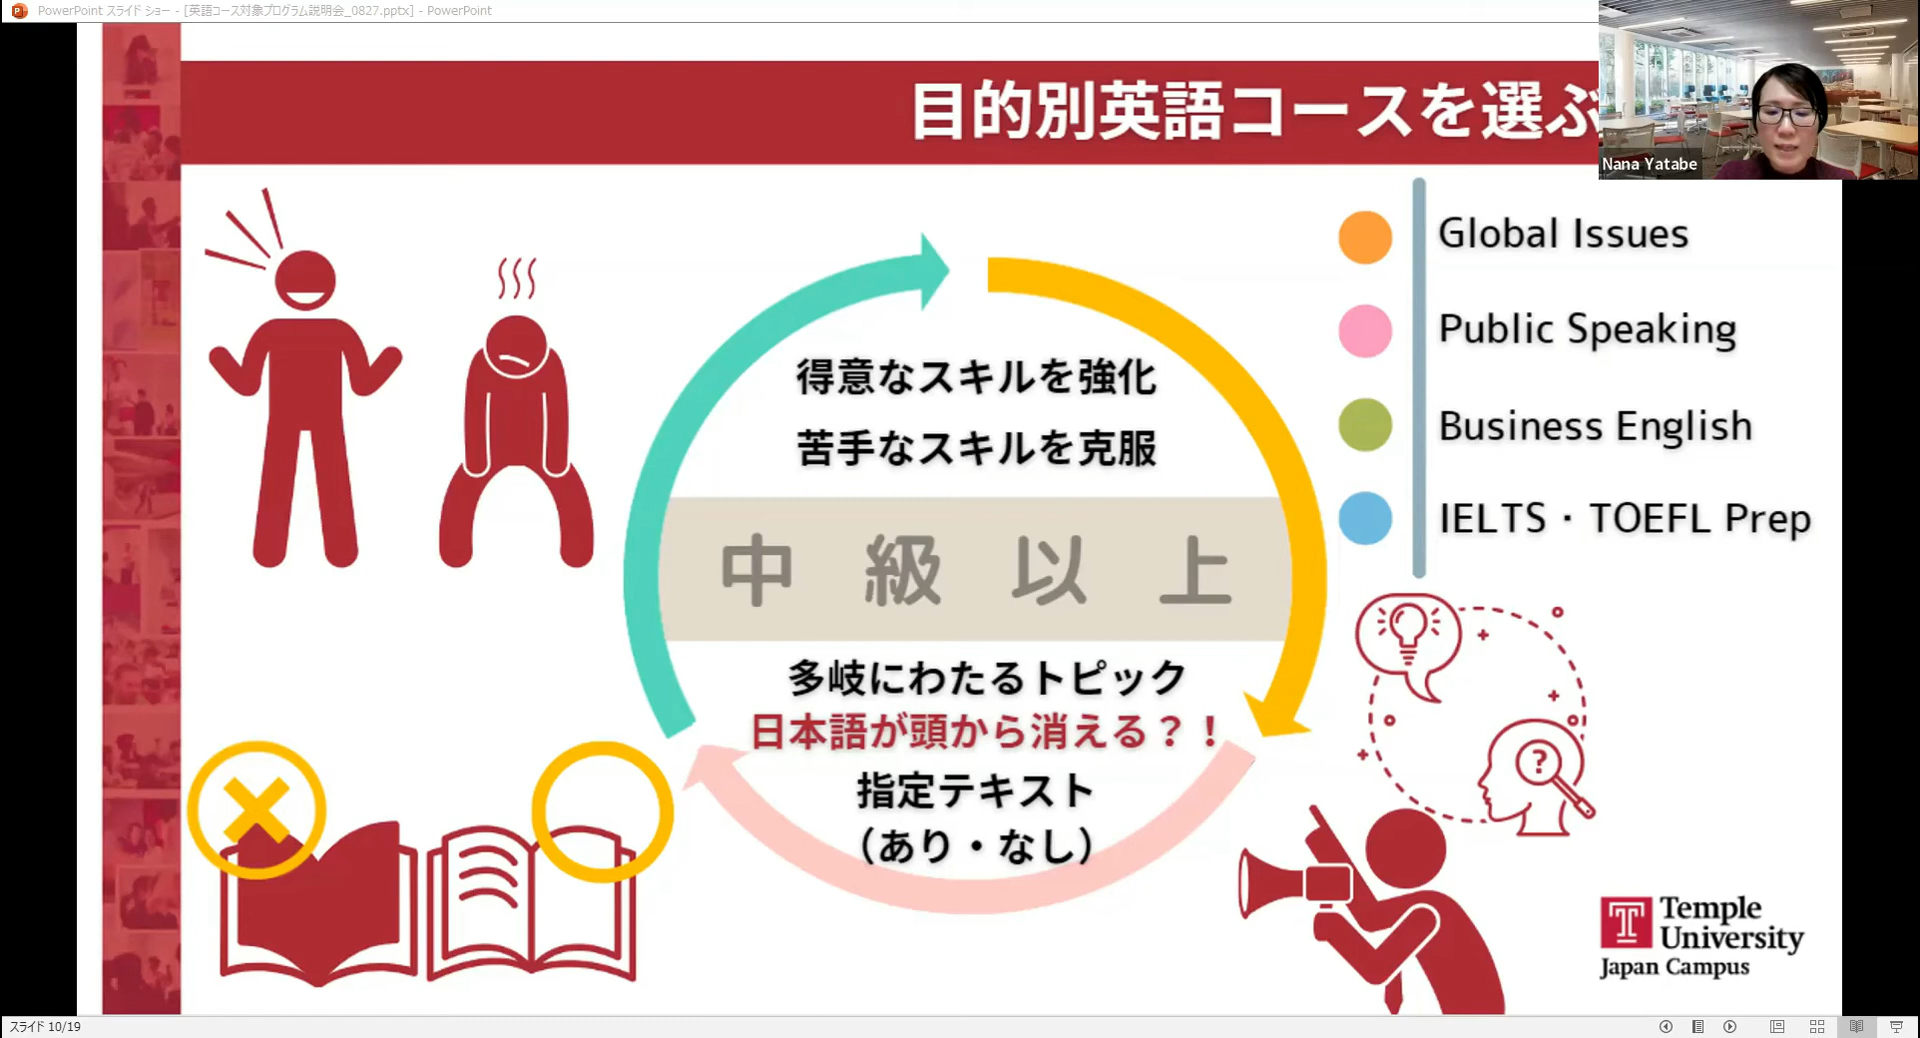 PowerPoint スライド ショー - [英語コース対象プログラム説明会_0827.pptx] - PowerPoint
目的別英語コースを選ぶ
Nana Yatabe
Global Issues
Public Speaking
Business English
IELTS・TOEFL Prep
得意なスキルを強化
苦手なスキルを克服
中級以上
多岐にわたるトピック
日本語が頭から消える？！
指定テキスト
（あり・なし）
?
Temple
University
Japan Campus
スライド 10/19